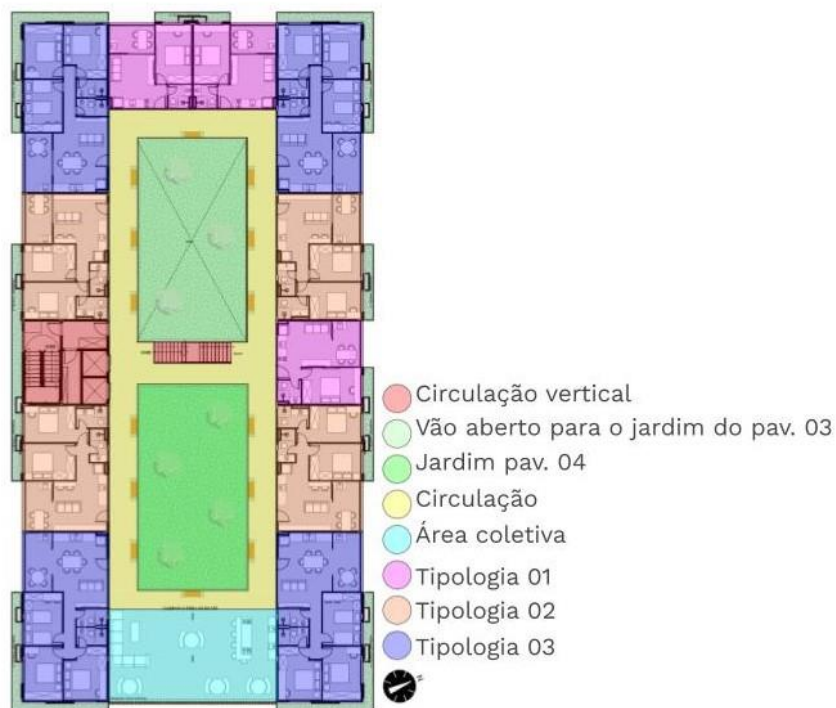 Circulação vertical
Vão aberto para o jardim do pav. 03
Jardim pav. 04
Circulação
Área coletiva
Tipologia 01
Tipologia 02
Tipologia 03